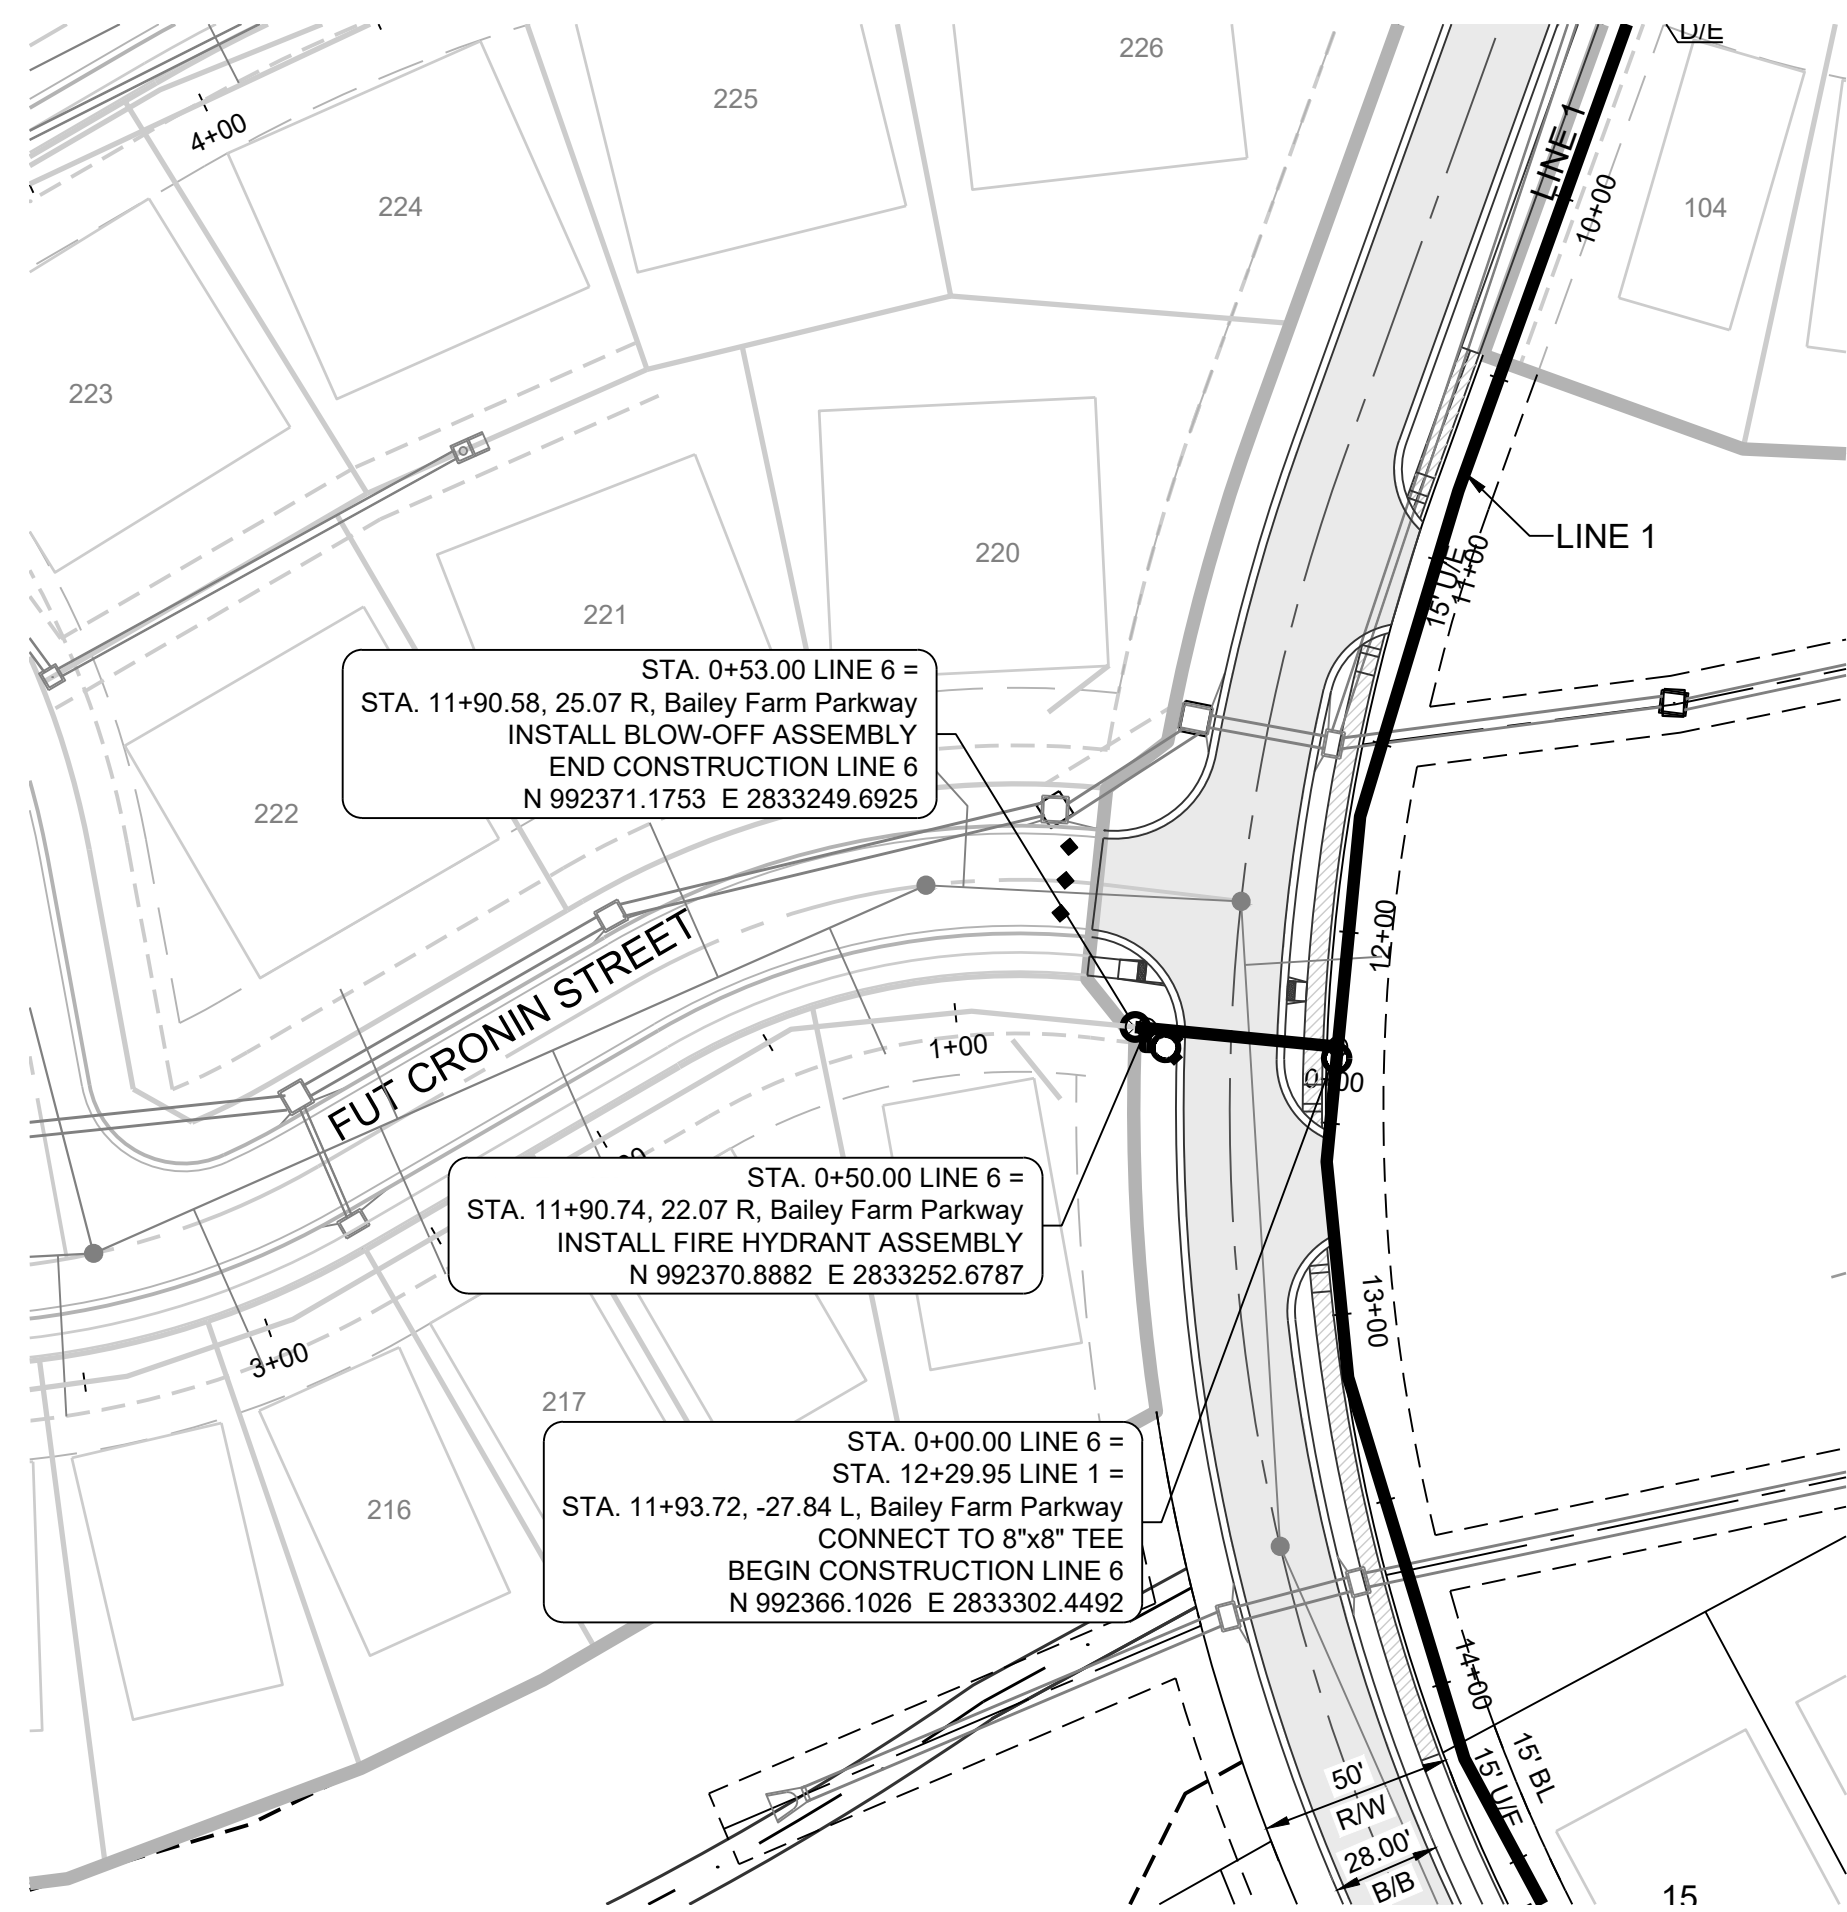 D/E
226
225
4+00
LINE 1
224
10+00
104
223
LINE 1
220
15' U/E
11+00
221
STA. 0+53.00 LINE 6 =
STA. 11+90.58, 25.07 R, Bailey Farm Parkway
INSTALL BLOW-OFF ASSEMBLY
END CONSTRUCTION LINE 6
N 992371.1753 E 2833249.6925
222
12+00
FUT CRONIN STREET
1+00
0+00
STA. 0+50.00 LINE 6 =
STA. 11+90.74, 22.07 R, Bailey Farm Parkway
INSTALL FIRE HYDRANT ASSEMBLY
N 992370.8882 E 2833252.6787
13+00
3+00
217
STA. 0+00.00 LINE 6 =
STA. 12+29.95 LINE 1 =
STA. 11+93.72, -27.84 L, Bailey Farm Parkway
CONNECT TO 8"x8" TEE
BEGIN CONSTRUCTION LINE 6
N 992366.1026 E 2833302.4492
216
14+00
15' BL
15' U/E
50'
R/W
28.00'
B/B
15